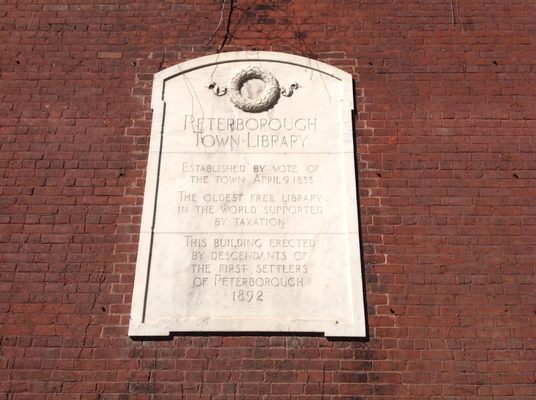 PETERBOROUGH
TOWN·LIBRARY
ESTABLISHED BY VOTE OF
THE TOWN APRIL 9 1833
THE OLDEST FREE LIBRARY
IN THE WORLD SUPPORTED
BY TAXATION
THIS BUILDING ERECTED
BY DESCENDANTS OF
THE FIRST SETTLERS
OF PETERBOROUGH
1892